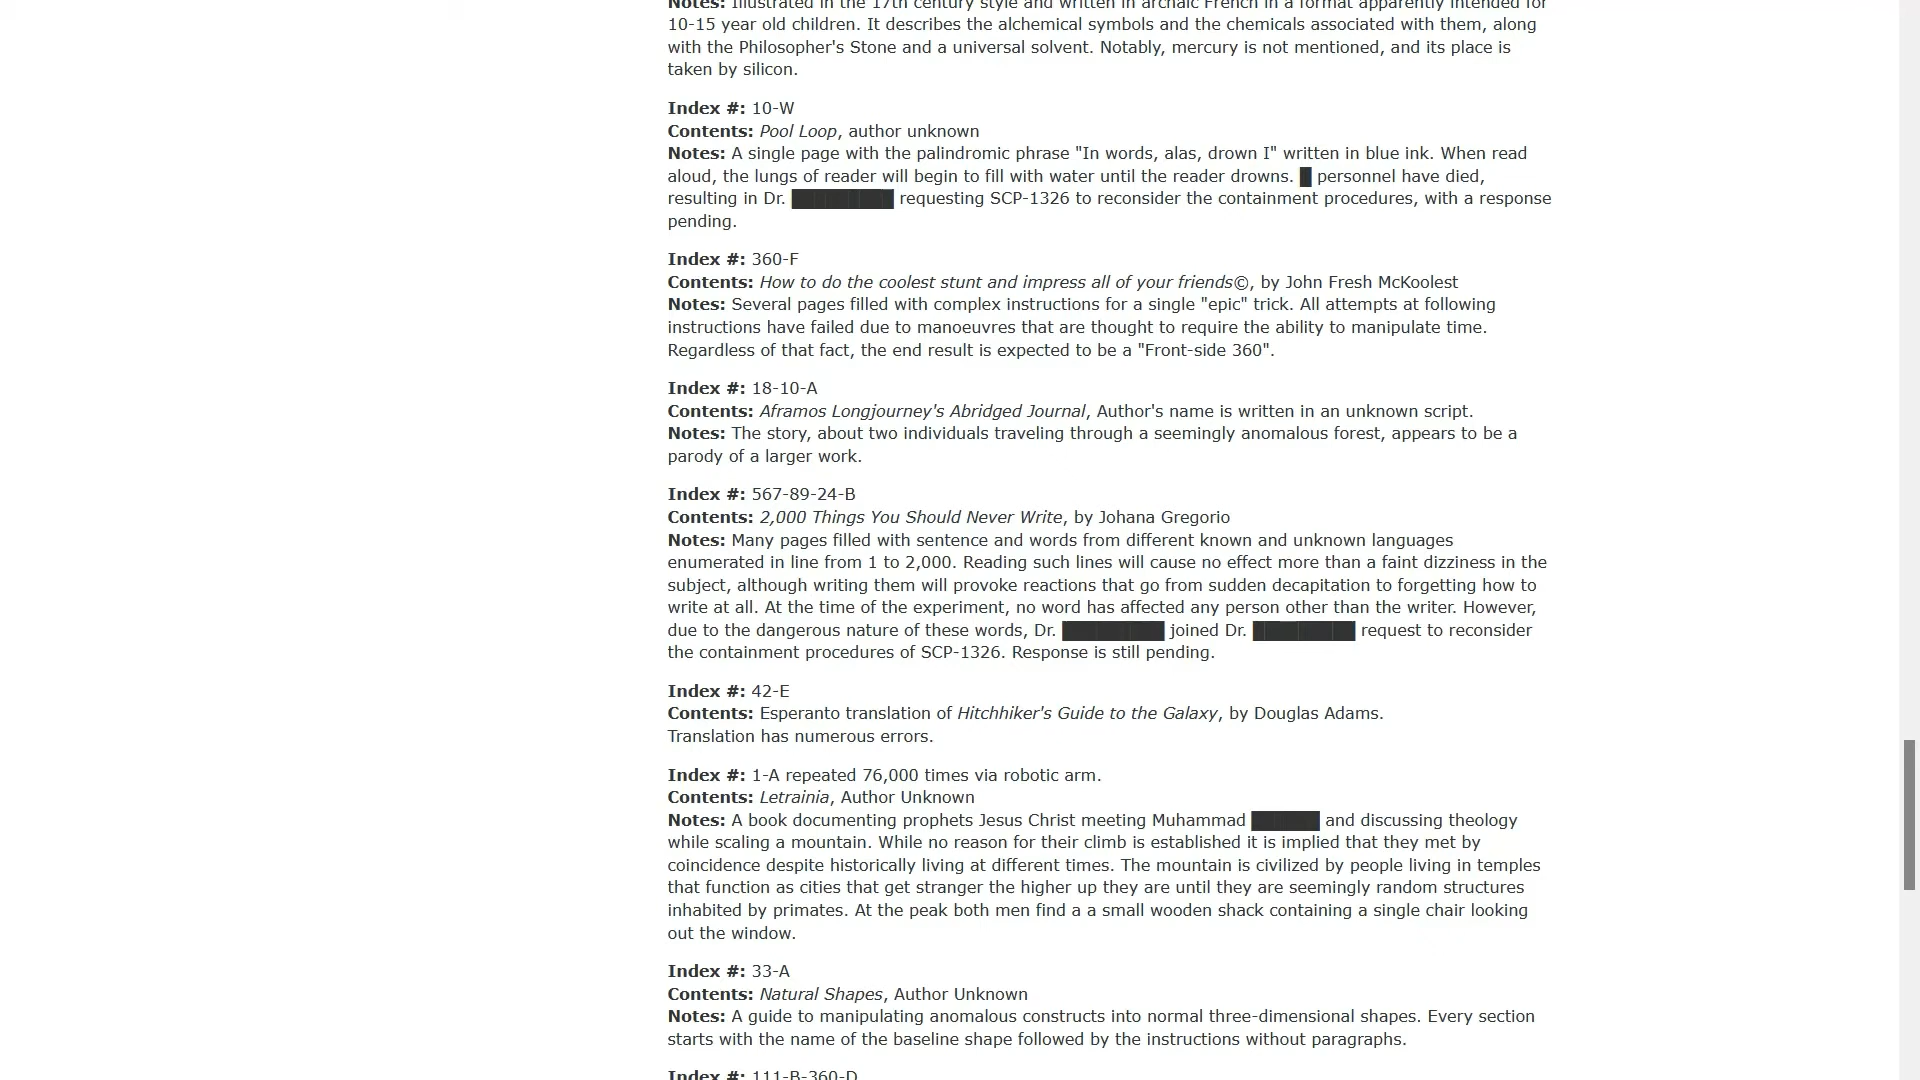 Notes: Illustrated in the 17th century style and written in archaic French in a format apparently intended for
10-15 year old children. It describes the alchemical symbols and the chemicals associated with them, along
with the Philosopher's Stone and a universal solvent. Notably, mercury is not mentioned, and its place is
taken by silicon.
Index #: 10-W
Contents: Pool Loop, author unknown
Notes: A single page with the palindromic phrase "In words, alas, drown I" written in blue ink. When read
aloud, the lungs of reader will begin to fill with water until the reader drowns. █ personnel have died,
resulting in Dr. █████████ requesting SCP-1326 to reconsider the containment procedures, with a response
pending.
Index #: 360-F
Contents: How to do the coolest stunt and impress all of your friends©, by John Fresh McKoolest
Notes: Several pages filled with complex instructions for a single "epic" trick. All attempts at following
instructions have failed due to manoeuvres that are thought to require the ability to manipulate time.
Regardless of that fact, the end result is expected to be a "Front-side 360".
Index #: 18-10-A
Contents: Aframos Longjourney's Abridged Journal, Author's name is written in an unknown script.
Notes: The story, about two individuals traveling through a seemingly anomalous forest, appears to be a
parody of a larger work.
Index #: 567-89-24-B
Contents: 2,000 Things You Should Never Write, by Johana Gregorio
Notes: Many pages filled with sentence and words from different known and unknown languages
enumerated in line from 1 to 2,000. Reading such lines will cause no effect more than a faint dizziness in the
subject, although writing them will provoke reactions that go from sudden decapitation to forgetting how to
write at all. At the time of the experiment, no word has affected any person other than the writer. However,
due to the dangerous nature of these words, Dr. █████████ joined Dr. █████████ request to reconsider
the containment procedures of SCP-1326. Response is still pending.
Index #: 42-E
Contents: Esperanto translation of Hitchhiker's Guide to the Galaxy, by Douglas Adams.
Translation has numerous errors.
Index #: 1-A repeated 76,000 times via robotic arm.
Contents: Letrainia, Author Unknown
Notes: A book documenting prophets Jesus Christ meeting Muhammad ██████ and discussing theology
while scaling a mountain. While no reason for their climb is established it is implied that they met by
coincidence despite historically living at different times. The mountain is civilized by people living in temples
that function as cities that get stranger the higher up they are until they are seemingly random structures
inhabited by primates. At the peak both men find a a small wooden shack containing a single chair looking
out the window.
Index #: 33-A
Contents: Natural Shapes, Author Unknown
Notes: A guide to manipulating anomalous constructs into normal three-dimensional shapes. Every section
starts with the name of the baseline shape followed by the instructions without paragraphs.
Index #: 111-B-360-D